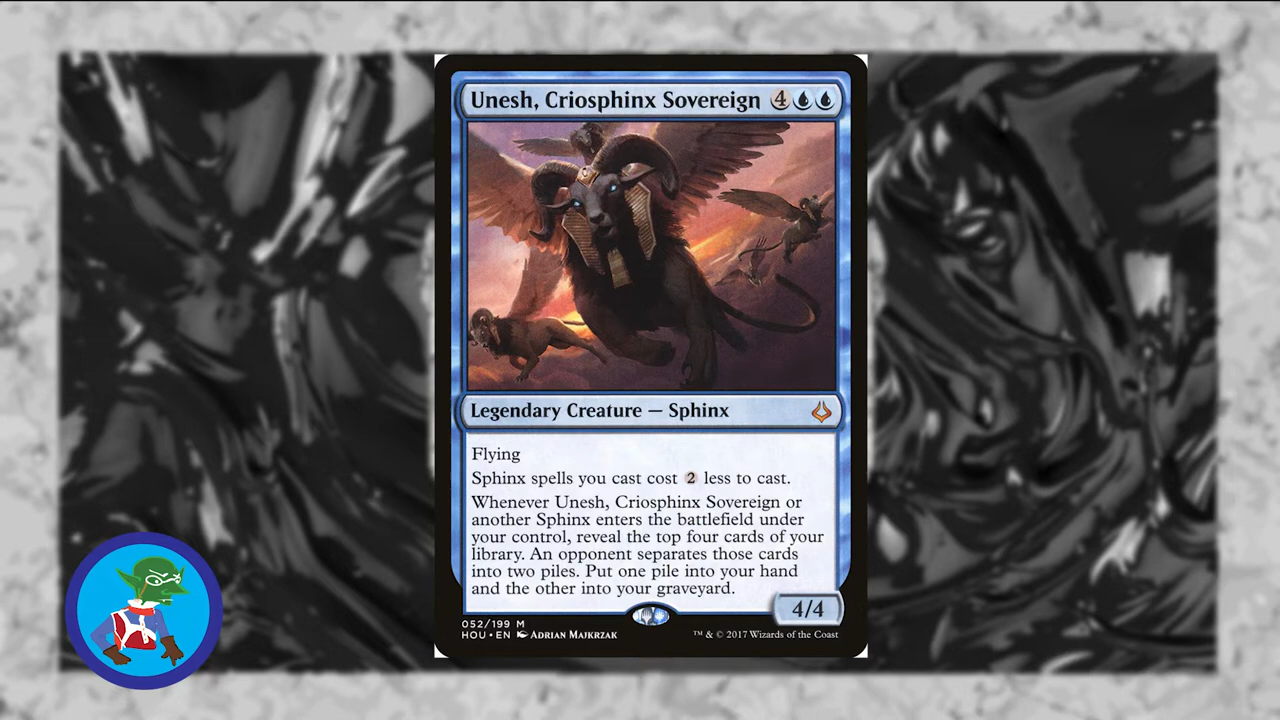 Unesh, Criosphinx Sovereign 4
Legendary Creature — Sphinx
Flying
Sphinx spells you cast cost 2 less to cast.
Whenever Unesh, Criosphinx Sovereign or
another Sphinx enters the battlefield under
your control, reveal the top four cards of your
library. An opponent separates those cards
into two piles. Put one pile into your hand
and the other into your graveyard.
4/4
052/199 M
HOU • EN Adrian Majkrzak
™ & © 2017 Wizards of the Coast